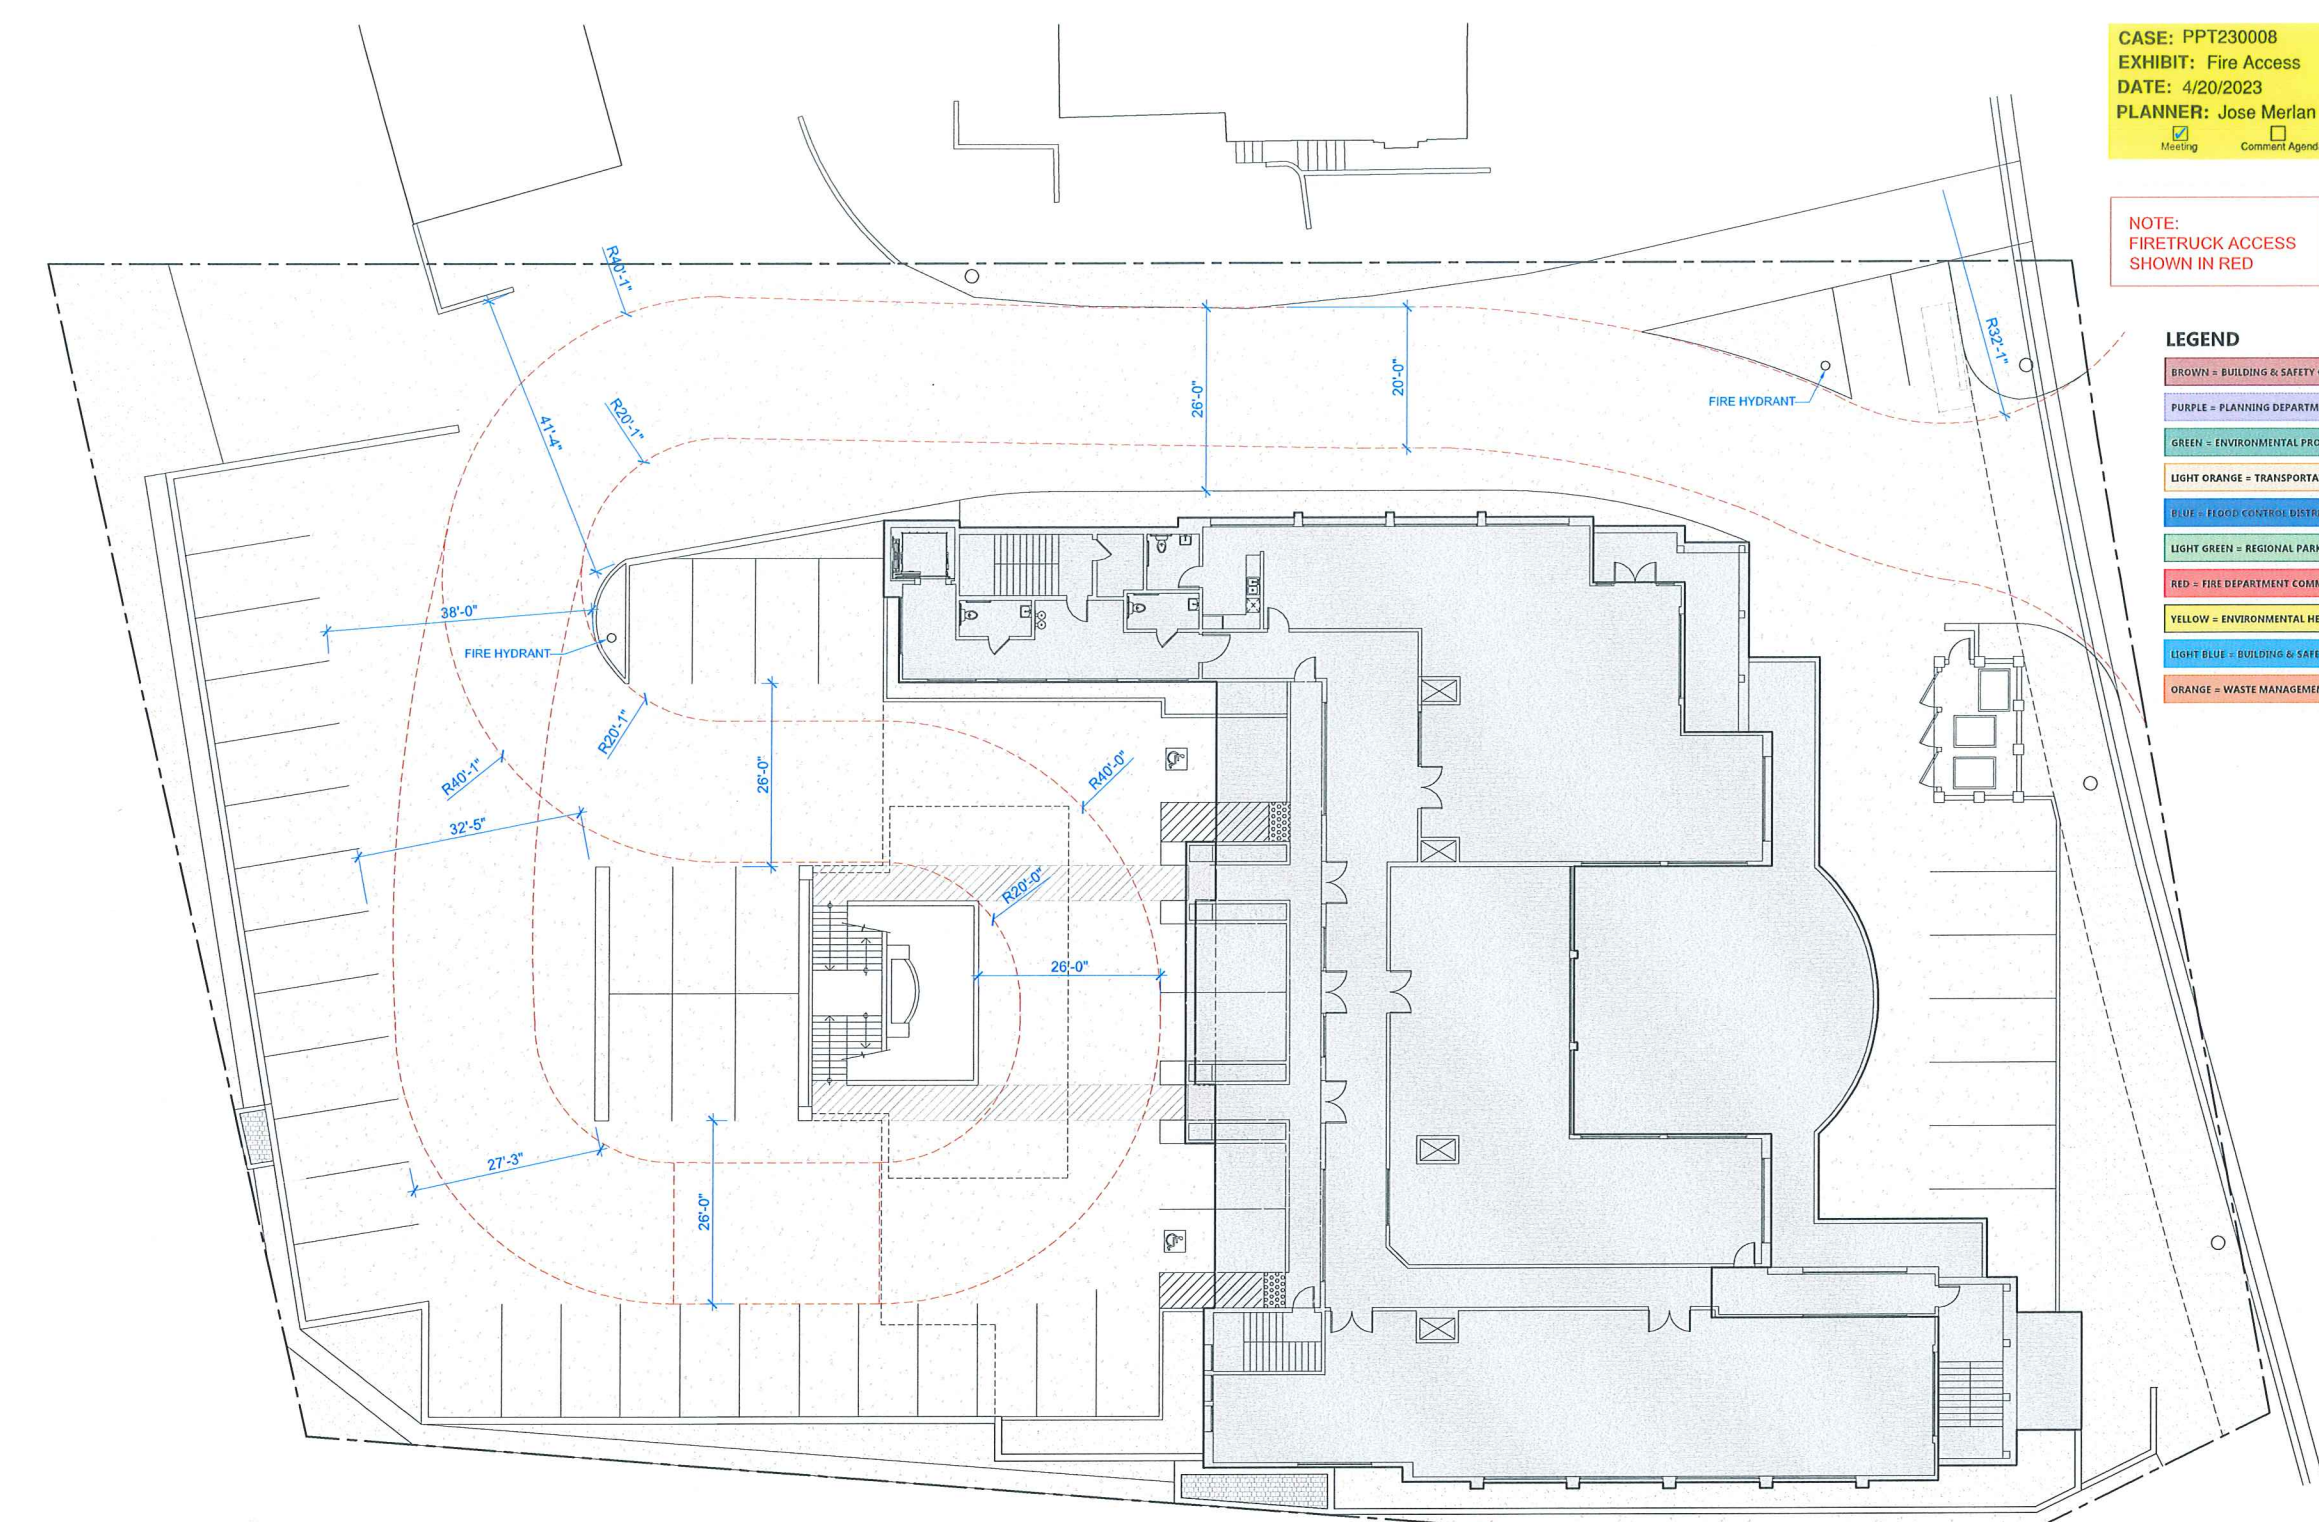 CASE: PPT230008
EXHIBIT: Fire Access
DATE: 4/20/2023
PLANNER: Jose Merlan
Meeting
Comment Agend
NOTE:
FIRETRUCK ACCESS
SHOWN IN RED
LEGEND
BROWN = BUILDING & SAFETY
PURPLE = PLANNING DEPARTM
GREEN = ENVIRONMENTAL PRO
LIGHT ORANGE = TRANSPORTA
BLUE = FLOOD CONTROL DISTR
LIGHT GREEN = REGIONAL PARK
RED = FIRE DEPARTMENT COMM
YELLOW = ENVIRONMENTAL HE
LIGHT BLUE = BUILDING & SAFE
ORANGE = WASTE MANAGEME
R40'-1"
R32'-1"
41'-4"
R20'-1"
26'-0"
20'-0"
FIRE HYDRANT
38'-0"
FIRE HYDRANT
R20'-1"
R40'-1"
26'-0"
R40'-0"
32'-5"
R20'-0"
26'-0"
27'-3"
26'-0"